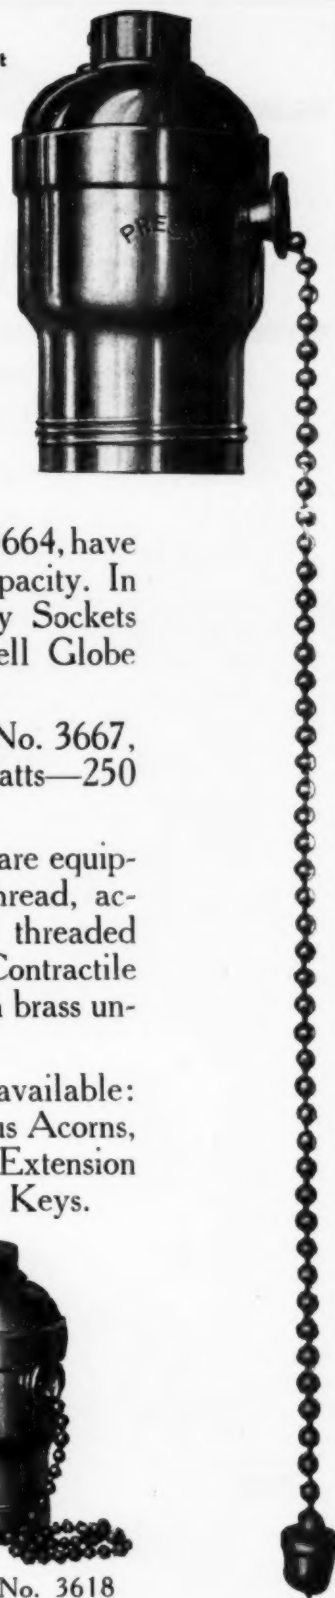 t
PRES
664, have
pacity. In
y Sockets
ell Globe
No. 3667,
atts—250
are equip-
hread, ac-
threaded
Contractile
n brass un-
available:
us Acorns,
Extension
Keys.
No. 3618